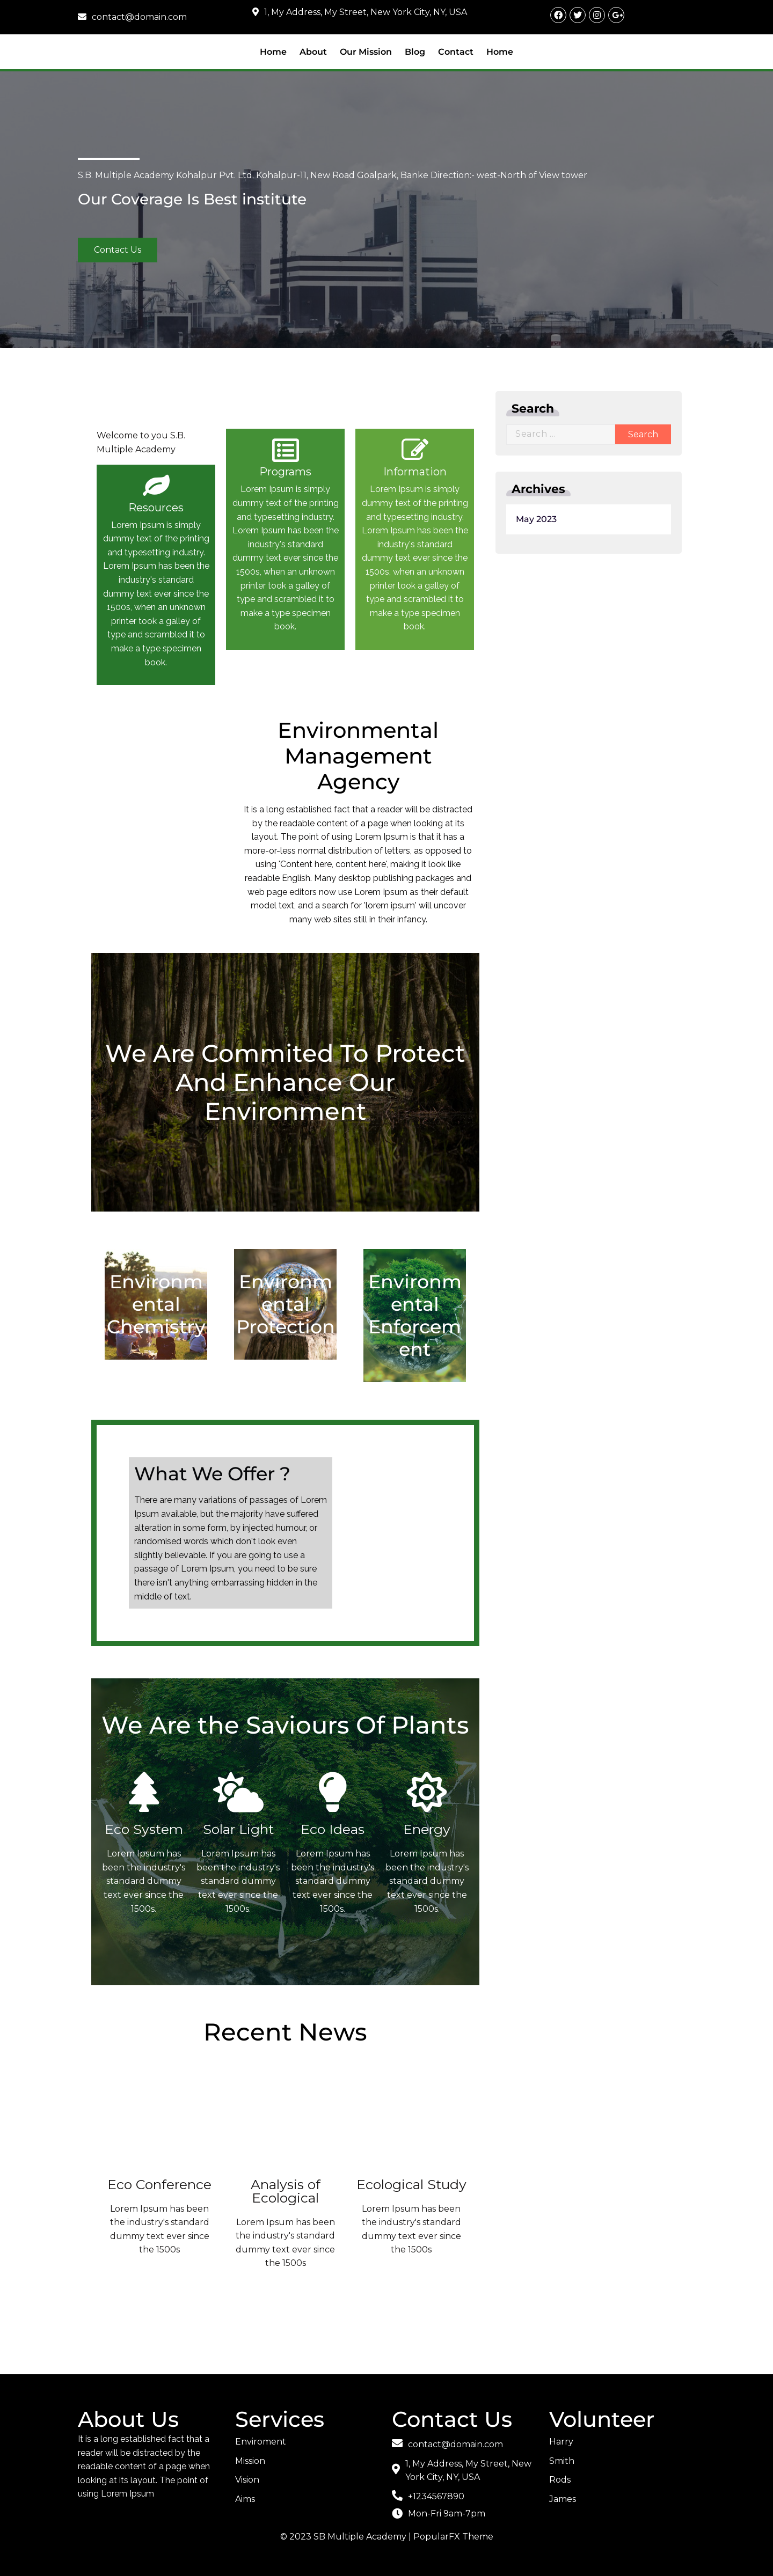 contact@domain.com
1, My Address, My Street, New York City, NY, USA
Home About Our Mission Blog Contact Home
S.B. Multiple Academy Kohalpur Pvt. Ltd. Kohalpur-11, New Road Goalpark, Banke Direction:- west-North of View tower
Our Coverage Is Best institute
Contact Us
Welcome to you S.B.
Multiple Academy
Resources
Lorem Ipsum is simply
dummy text of the printing
and typesetting industry.
Lorem Ipsum has been the
industry's standard
dummy text ever since the
1500s, when an unknown
printer took a galley of
type and scrambled it to
make a type specimen
book.
Programs
Lorem Ipsum is simply
dummy text of the printing
and typesetting industry.
Lorem Ipsum has been the
industry's standard
dummy text ever since the
1500s, when an unknown
printer took a galley of
type and scrambled it to
make a type specimen
book.
Information
Lorem Ipsum is simply
dummy text of the printing
and typesetting industry.
Lorem Ipsum has been the
industry's standard
dummy text ever since the
1500s, when an unknown
printer took a galley of
type and scrambled it to
make a type specimen
book.
Search
Search ...
Search
Archives
May 2023
Environmental
Management
Agency
It is a long established fact that a reader will be distracted
by the readable content of a page when looking at its
layout. The point of using Lorem Ipsum is that it has a
more-or-less normal distribution of letters, as opposed to
using 'Content here, content here', making it look like
readable English. Many desktop publishing packages and
web page editors now use Lorem Ipsum as their default
model text, and a search for 'lorem ipsum' will uncover
many web sites still in their infancy.
We Are Commited To Protect
And Enhance Our
Environment
Environm
ental
Chemistry
Environm
ental
Protection
Environm
ental
Enforcem
ent
What We Offer ?
There are many variations of passages of Lorem
Ipsum available, but the majority have suffered
alteration in some form, by injected humour, or
randomised words which don't look even
slightly believable. If you are going to use a
passage of Lorem Ipsum, you need to be sure
there isn't anything embarrassing hidden in the
middle of text.
We Are the Saviours Of Plants
Eco System
Lorem Ipsum has
been the industry's
standard dummy
text ever since the
1500s.
Solar Light
Lorem Ipsum has
been the industry's
standard dummy
text ever since the
1500s.
Eco Ideas
Lorem Ipsum has
been the industry's
standard dummy
text ever since the
1500s.
Energy
Lorem Ipsum has
been the industry's
standard dummy
text ever since the
1500s.
Recent News
Eco Conference
Lorem Ipsum has been
the industry's standard
dummy text ever since
the 1500s
Analysis of
Ecological
Lorem Ipsum has been
the industry's standard
dummy text ever since
the 1500s
Ecological Study
Lorem Ipsum has been
the industry's standard
dummy text ever since
the 1500s
About Us
It is a long established fact that a
reader will be distracted by the
readable content of a page when
looking at its layout. The point of
using Lorem Ipsum
Services
Enviroment
Mission
Vision
Aims
Contact Us
contact@domain.com
1, My Address, My Street, New
York City, NY, USA
+1234567890
Mon-Fri 9am-7pm
Volunteer
Harry
Smith
Rods
James
© 2023 SB Multiple Academy | PopularFX Theme